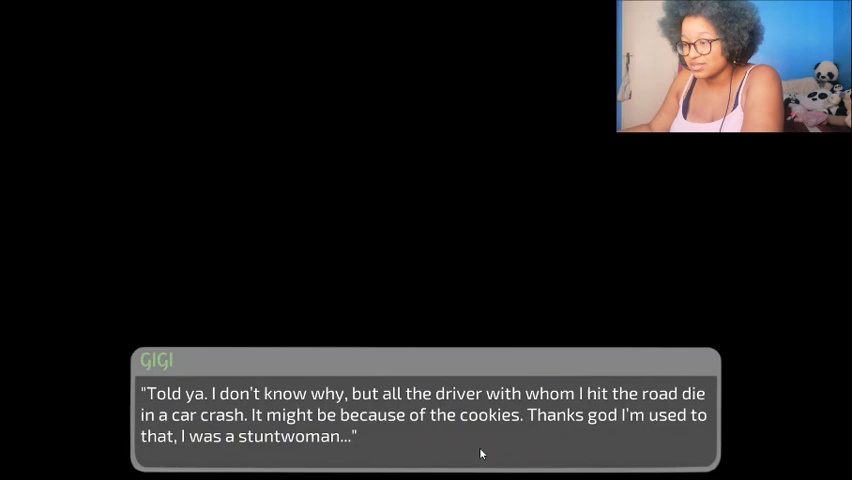 GIGI
"Told ya. I don't know why, but all the driver with whom I hit the road die
in a car crash. It might be because of the cookies. Thanks god I'm used to
that, I was a stuntwoman..."